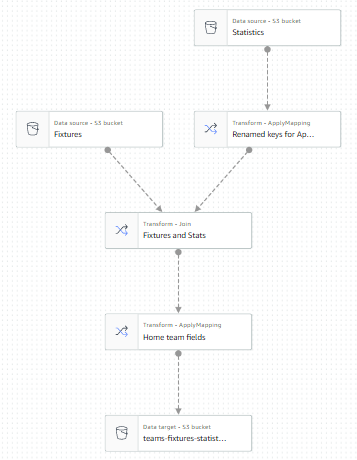 Data source - S3 bucket
Statistics
Data source - S3 bucket
Fixtures
Transform - ApplyMapping
Renamed keys for Ap...
Transform - Join
Fixtures and Stats
Transform - ApplyMapping
Home team fields
Data target - S3 bucket
teams-fixtures-statist...